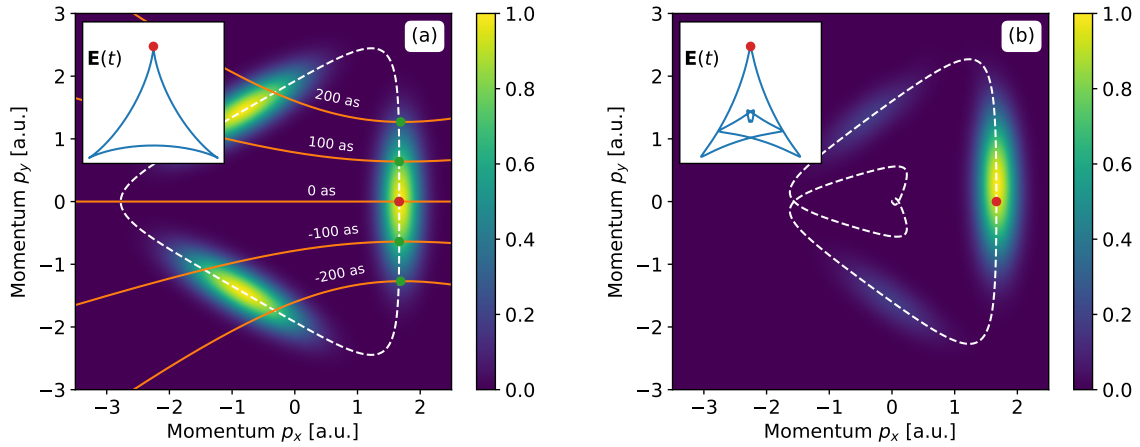 (a)
E(t)
200 as
100 as
0 as
-100 as
-200 as
3
2
1
0
−1
−2
−3
−3 −2 −1 0 1 2
Momentum pₓ [a.u.]
Momentum p_y [a.u.]
1.0
0.8
0.6
0.4
0.2
0.0
(b)
E(t)
3
2
1
0
−1
−2
−3
−3 −2 −1 0 1 2
Momentum pₓ [a.u.]
Momentum p_y [a.u.]
1.0
0.8
0.6
0.4
0.2
0.0